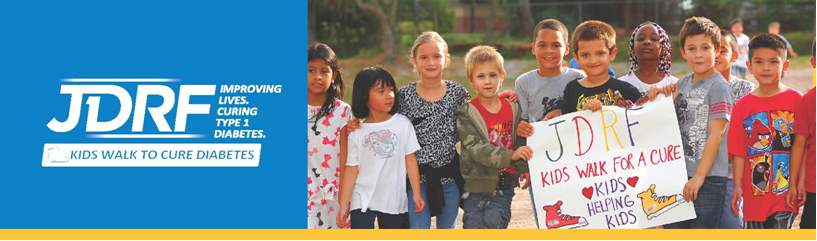 JDRF
IMPROVING
LIVES.
CURING
TYPE 1
DIABETES.
KIDS WALK TO CURE DIABETES
JDRF
KIDS WALK FOR A CURE
KIDS
HELPING
KIDS